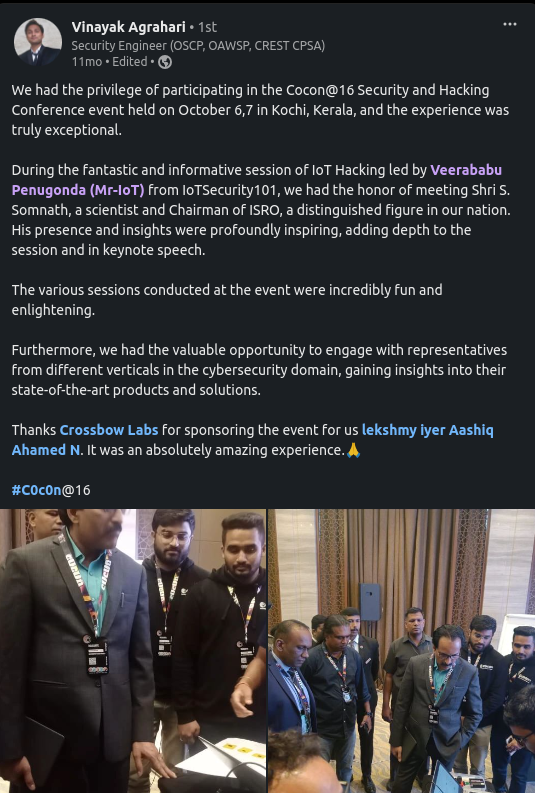 Vinayak Agrahari • 1st
Security Engineer (OSCP, OAWSP, CREST CPSA)
11mo • Edited •
We had the privilege of participating in the Cocon@16 Security and Hacking
Conference event held on October 6,7 in Kochi, Kerala, and the experience was
truly exceptional.
During the fantastic and informative session of IoT Hacking led by Veerababu
Penugonda (Mr-IoT) from IoTSecurity101, we had the honor of meeting Shri S.
Somnath, a scientist and Chairman of ISRO, a distinguished figure in our nation.
His presence and insights were profoundly inspiring, adding depth to the
session and in keynote speech.
The various sessions conducted at the event were incredibly fun and
enlightening.
Furthermore, we had the valuable opportunity to engage with representatives
from different verticals in the cybersecurity domain, gaining insights into their
state-of-the-art products and solutions.
Thanks Crossbow Labs for sponsoring the event for us lekshmy iyer Aashiq
Ahamed N. It was an absolutely amazing experience.🙏
#C0c0n@16